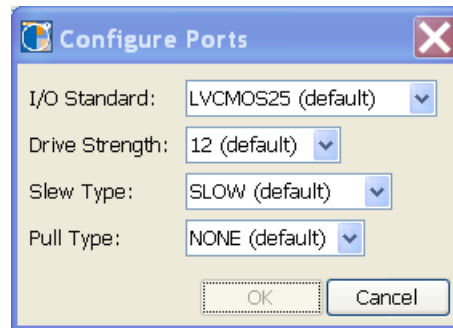 Configure Ports
I/O Standard: LVCMOS25 (default)
Drive Strength: 12 (default)
Slew Type: SLOW (default)
Pull Type: NONE (default)
OK Cancel